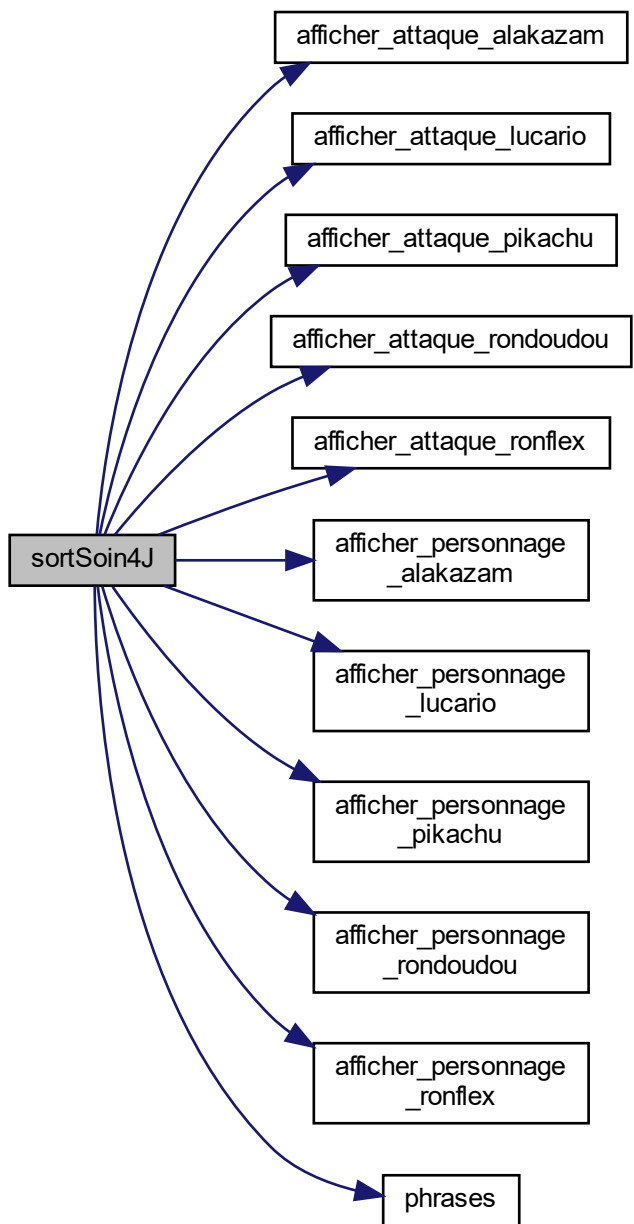 afficher_attaque_alakazam
afficher_attaque_lucario
afficher_attaque_pikachu
afficher_attaque_rondoudou
afficher_attaque_ronflex
sortSoin4J
afficher_personnage
_alakazam
afficher_personnage
_lucario
afficher_personnage
_pikachu
afficher_personnage
_rondoudou
afficher_personnage
_ronflex
phrases